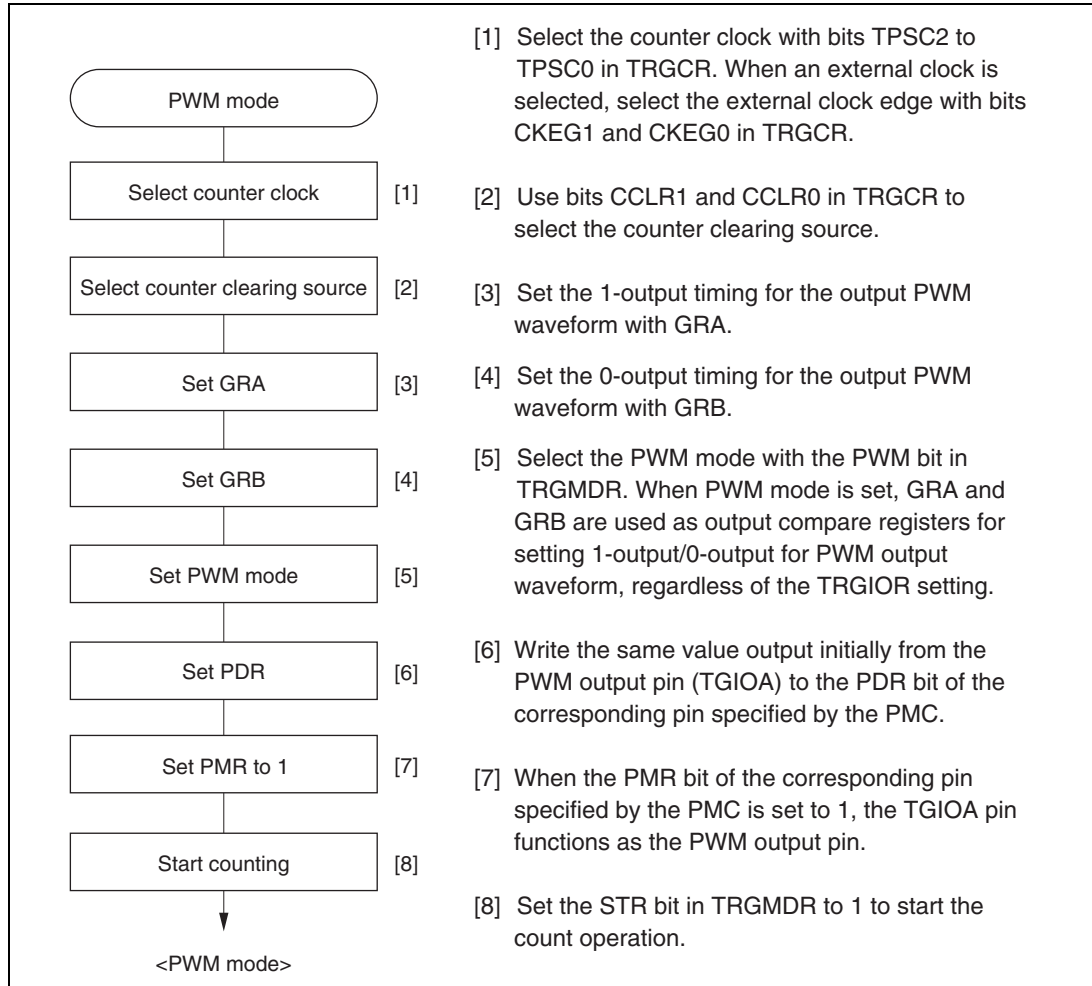 PWM mode
Select counter clock [1]
Select counter clearing source [2]
Set GRA [3]
Set GRB [4]
Set PWM mode [5]
Set PDR [6]
Set PMR to 1 [7]
Start counting [8]
<PWM mode>
[1] Select the counter clock with bits TPSC2 to
TPSC0 in TRGCR. When an external clock is
selected, select the external clock edge with bits
CKEG1 and CKEG0 in TRGCR.
[2] Use bits CCLR1 and CCLR0 in TRGCR to
select the counter clearing source.
[3] Set the 1-output timing for the output PWM
waveform with GRA.
[4] Set the 0-output timing for the output PWM
waveform with GRB.
[5] Select the PWM mode with the PWM bit in
TRGMDR. When PWM mode is set, GRA and
GRB are used as output compare registers for
setting 1-output/0-output for PWM output
waveform, regardless of the TRGIOR setting.
[6] Write the same value output initially from the
PWM output pin (TGIOA) to the PDR bit of the
corresponding pin specified by the PMC.
[7] When the PMR bit of the corresponding pin
specified by the PMC is set to 1, the TGIOA pin
functions as the PWM output pin.
[8] Set the STR bit in TRGMDR to 1 to start the
count operation.